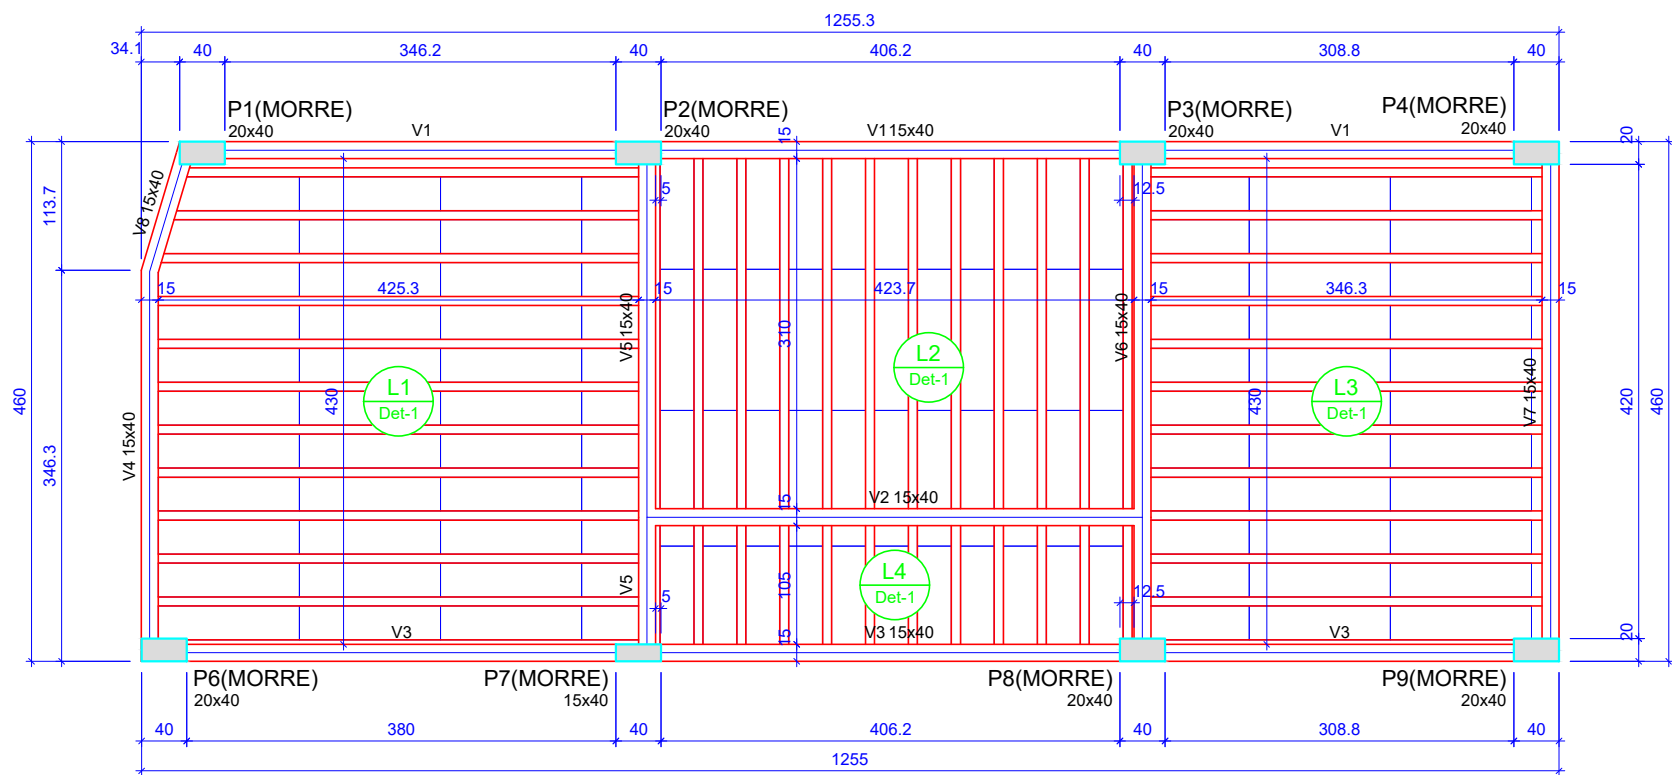 1255.3
34.1 40 346.2 40 406.2 40 308.8 40
P1(MORRE) P2(MORRE) P3(MORRE) P4(MORRE)
20x40 V1 20x40 15 V115x40 20x40 V1 20x40 20
113.7 V8 15x40 5 12.5
15 425.3 15 423.7 15 346.3 15
V5 15x40 310 V6 15x40
L1
Det-1
L2
Det-1
L3
Det-1
460 430 430 V7 15x40 420 460
346.3 V4 15x40
15 V2 15x40
L4
Det-1
V5 5 105 12.5
V3 15 V3 15x40 V3 20
P6(MORRE) P7(MORRE) P8(MORRE) P9(MORRE)
20x40 15x40 20x40 20x40
40 380 40 406.2 40 308.8 40
1255